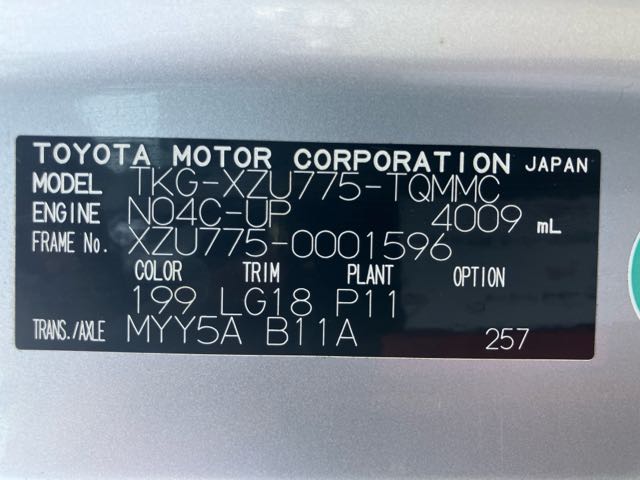 TOYOTA MOTOR CORPORATION JAPAN
MODEL TKG-XZU775-TQMMC
ENGINE N04C-UP 4009 mL
FRAME No. XZU775-0001596
COLOR TRIM PLANT OPTION
199 LG18 P11
TRANS./AXLE MYY5A B11A 257